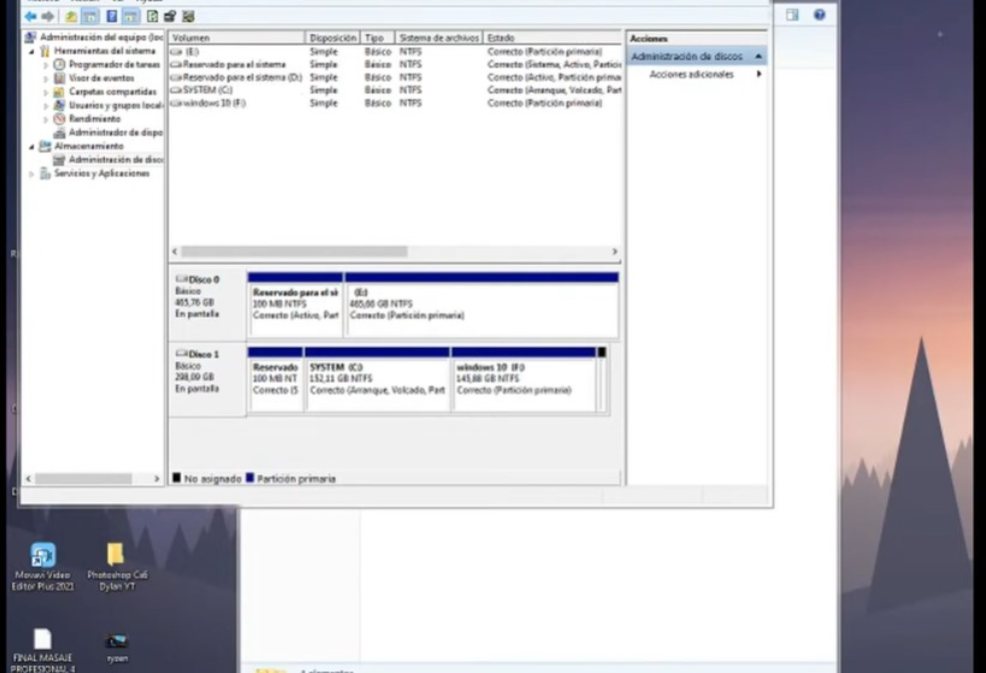 Administración del equipo (loc
Herramientas del sistema
Programador de tareas
Visor de eventos
Carpetas compartidas
Usuarios y grupos local
Rendimiento
Administrador de dispo
Almacenamiento
Administración de disc
Servicios y Aplicaciones
Volumen Disposición Tipo Sistema de archivos Estado
(E:) Simple Básico NTFS Correcto (Partición primaria)
Reservado para el sistema Simple Básico NTFS Correcto (Sistema, Activo, Partició
Reservado para el sistema (D:) Simple Básico NTFS Correcto (Activo, Partición prima
SYSTEM (C:) Simple Básico NTFS Correcto (Arranque, Volcado, Part
windows 10 (F:) Simple Básico NTFS Correcto (Partición primaria)
Acciones
Administración de discos
Acciones adicionales
Disco 0
Básico
465,76 GB
En pantalla
Reservado para el si
100 MB NTFS
Correcto (Activo, Part
(E:)
465,66 GB NTFS
Correcto (Partición primaria)
Disco 1
Básico
298,09 GB
En pantalla
Reservado
100 MB NT
Correcto (S
SYSTEM (C:)
152,11 GB NTFS
Correcto (Arranque, Volcado, Part
windows 10 (F:)
145,88 GB NTFS
Correcto (Partición primaria)
No asignado Partición primaria
Movavi Video
Editor Plus 2021
Photoshop Cs6
Dylan YT
FINAL MASAJE
PROFESIONAL 4
ryzen